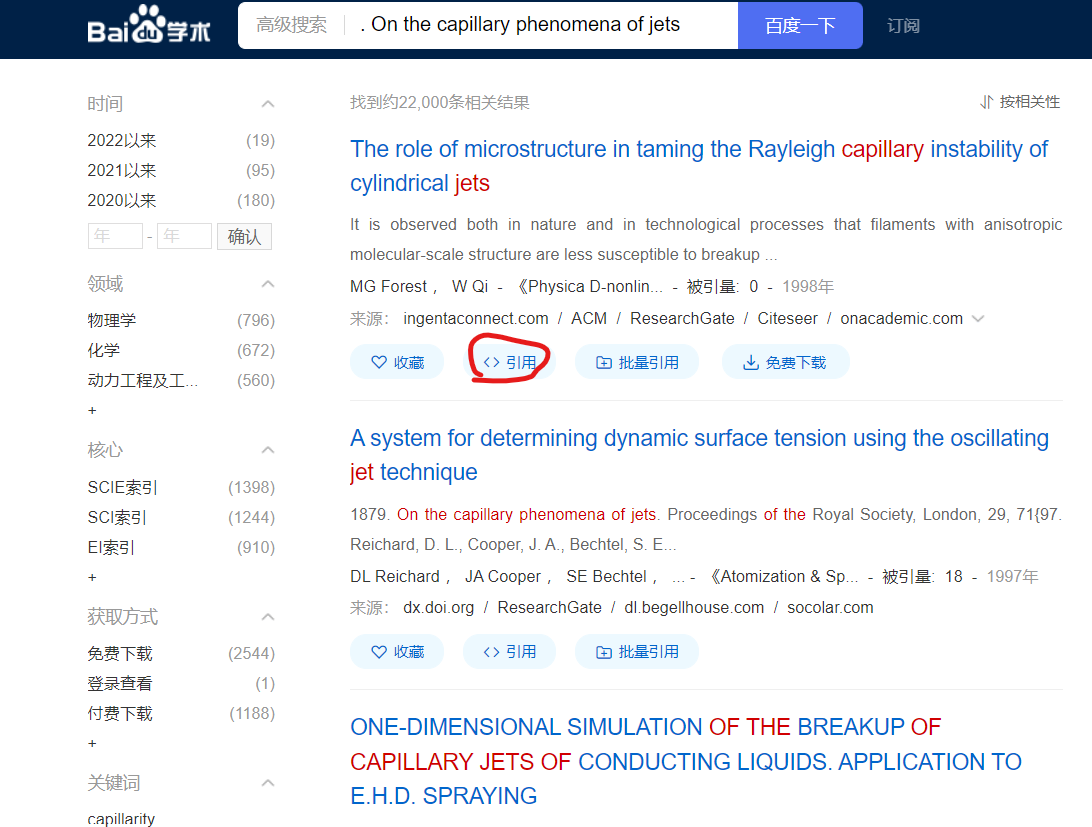 Bai du 学术
高级搜索 . On the capillary phenomena of jets 百度一下 订阅
时间
2022以来 (19)
2021以来 (95)
2020以来 (180)
年 - 年 确认
领域
物理学 (796)
化学 (672)
动力工程及工... (560)
+
核心
SCIE索引 (1398)
SCI索引 (1244)
EI索引 (910)
+
获取方式
免费下载 (2544)
登录查看 (1)
付费下载 (1188)
+
关键词
capillarity
找到约22,000条相关结果 按相关性
The role of microstructure in taming the Rayleigh capillary instability of
cylindrical jets
It is observed both in nature and in technological processes that filaments with anisotropic
molecular-scale structure are less susceptible to breakup ...
MG Forest ， W Qi - 《Physica D-nonlin... - 被引量: 0 - 1998年
来源： ingentaconnect.com / ACM / ResearchGate / Citeseer / onacademic.com
收藏 <> 引用 批量引用 免费下载
A system for determining dynamic surface tension using the oscillating
jet technique
1879. On the capillary phenomena of jets. Proceedings of the Royal Society, London, 29, 71{97.
Reichard, D. L., Cooper, J. A., Bechtel, S. E...
DL Reichard ， JA Cooper ， SE Bechtel ， ... - 《Atomization & Sp... - 被引量: 18 - 1997年
来源： dx.doi.org / ResearchGate / dl.begellhouse.com / socolar.com
收藏 <> 引用 批量引用
ONE-DIMENSIONAL SIMULATION OF THE BREAKUP OF
CAPILLARY JETS OF CONDUCTING LIQUIDS. APPLICATION TO
E.H.D. SPRAYING